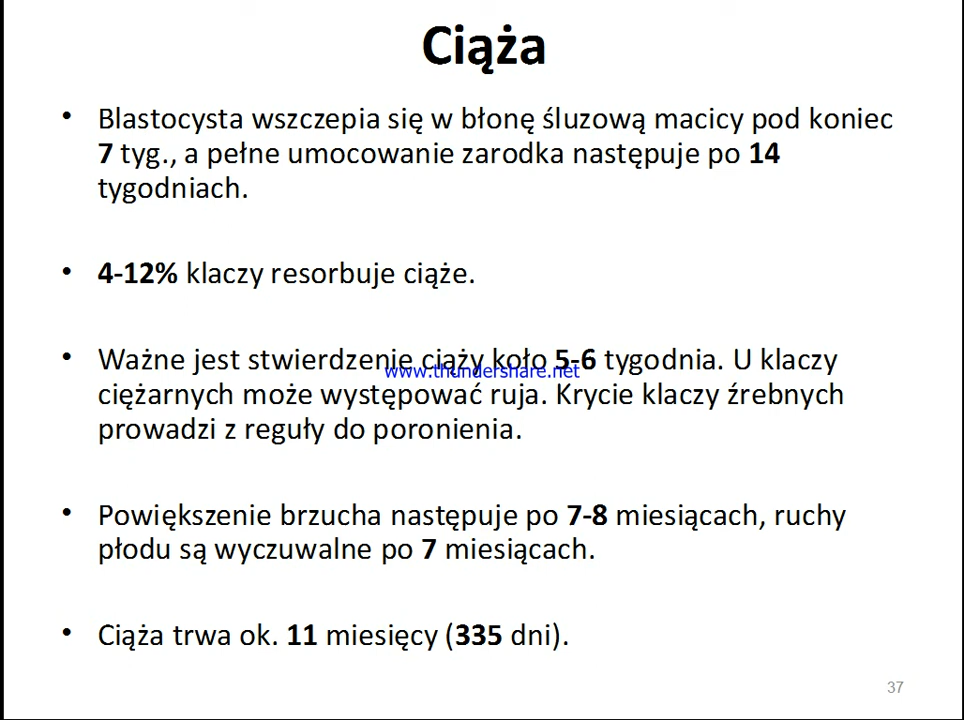 Ciąża
• Blastocysta wszczepia się w błonę śluzową macicy pod koniec
7 tyg., a pełne umocowanie zarodka następuje po 14
tygodniach.
• 4-12% klaczy resorbuje ciąże.
• Ważne jest stwierdzenie ciąży koło 5-6 tygodnia. U klaczy
www.thundershare.net
ciężarnych może występować ruja. Krycie klaczy źrebnych
prowadzi z reguły do poronienia.
• Powiększenie brzucha następuje po 7-8 miesiącach, ruchy
płodu są wyczuwalne po 7 miesiącach.
• Ciąża trwa ok. 11 miesięcy (335 dni).
37